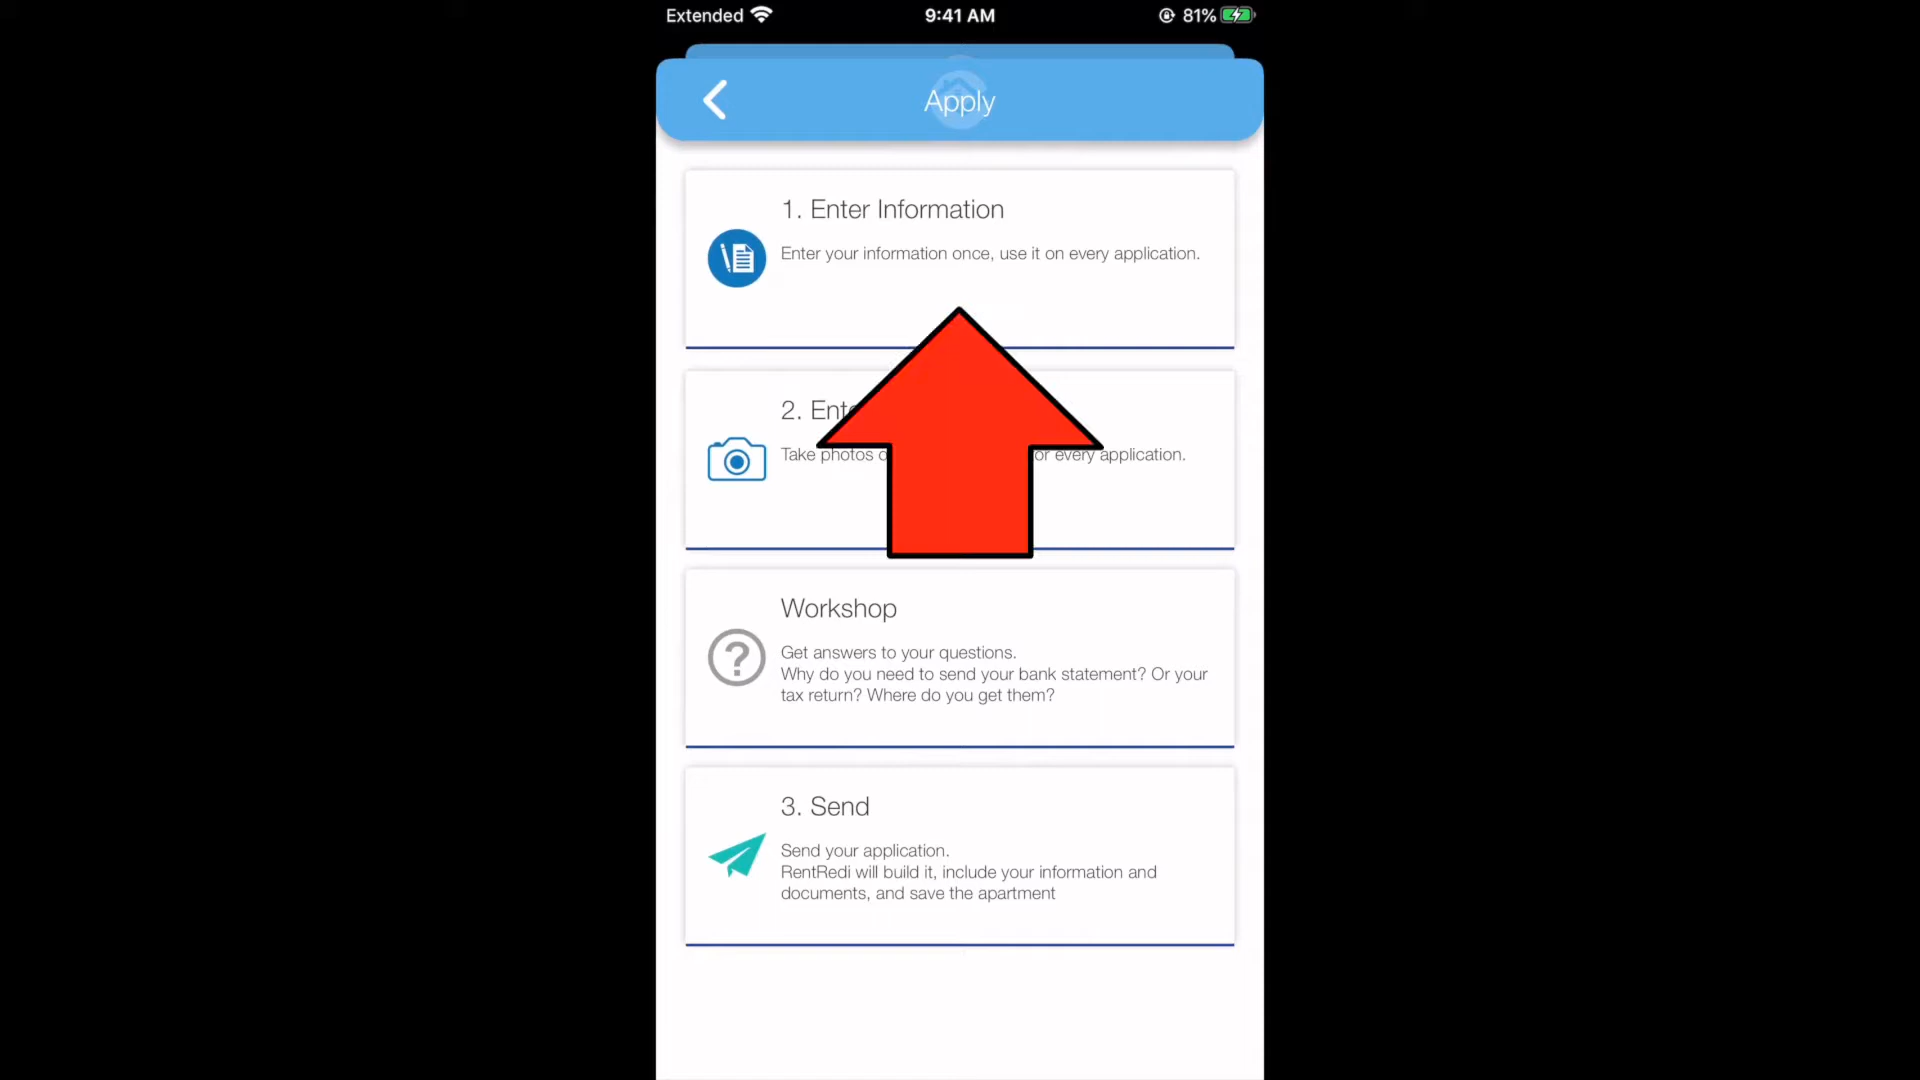 Extended 9:41 AM 81%
Apply
1. Enter Information
Enter your information once, use it on every application.
2.
Take photos every application.
Workshop
Get answers to your questions.
Why do you need to send your bank statement? Or your
tax return? Where do you get them?
3. Send
Send your application.
RentRedi will build it, include your information and
documents, and save the apartment